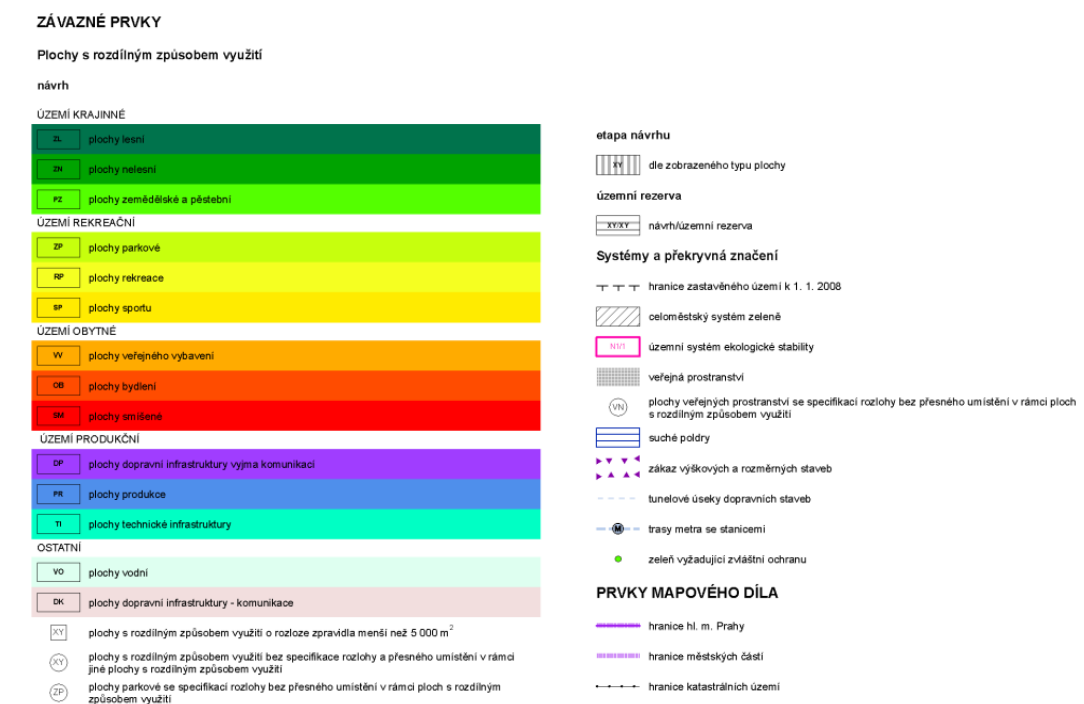 ZÁVAZNÉ PRVKY
Plochy s rozdílným způsobem využití
návrh
ÚZEMÍ KRAJINNÉ
ZL plochy lesní
ZN plochy nelesní
PZ plochy zemědělské a pěstební
ÚZEMÍ REKREAČNÍ
ZP plochy parkové
RP plochy rekreace
SP plochy sportu
ÚZEMÍ OBYTNÉ
VV plochy veřejného vybavení
OB plochy bydlení
SM plochy smíšené
ÚZEMÍ PRODUKČNÍ
DP plochy dopravní infrastruktury vyjma komunikací
PR plochy produkce
TI plochy technické infrastruktury
OSTATNÍ
VO plochy vodní
DK plochy dopravní infrastruktury - komunikace
XY plochy s rozdílným způsobem využití o rozloze zpravidla menší než 5 000 m²
XY plochy s rozdílným způsobem využití bez specifikace rozlohy a přesného umístění v rámci
jiné plochy s rozdílným způsobem využití
ZP plochy parkové se specifikací rozlohy bez přesného umístění v rámci ploch s rozdílným
způsobem využití
etapa návrhu
XY dle zobrazeného typu plochy
územní rezerva
XY/XY návrh/územní rezerva
Systémy a překryvná značení
hranice zastavěného území k 1. 1. 2008
celoměstský systém zeleně
N1/1 územní systém ekologické stability
veřejná prostranství
VN plochy veřejných prostranství se specifikací rozlohy bez přesného umístění v rámci ploch
s rozdílným způsobem využití
suché poldry
zákaz výškových a rozměrných staveb
tunelové úseky dopravních staveb
M trasy metra se stanicemi
zeleň vyžadující zvláštní ochranu
PRVKY MAPOVÉHO DÍLA
hranice hl. m. Prahy
hranice městských částí
hranice katastrálních území